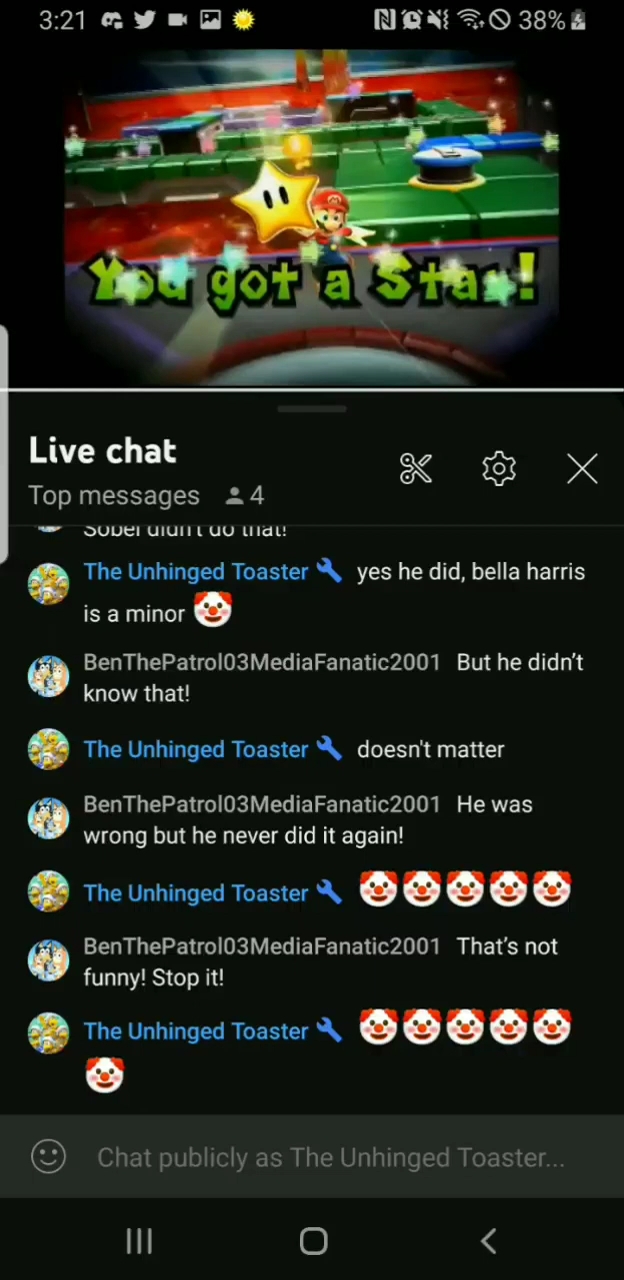 3:21
38%
You got a Star!
Live chat
Top messages 4
Sobel didn't do that!
The Unhinged Toaster yes he did, bella harris
is a minor 🤡
BenThePatrol03MediaFanatic2001 But he didn't
know that!
The Unhinged Toaster doesn't matter
BenThePatrol03MediaFanatic2001 He was
wrong but he never did it again!
The Unhinged Toaster 🤡🤡🤡🤡🤡
BenThePatrol03MediaFanatic2001 That's not
funny! Stop it!
The Unhinged Toaster 🤡🤡🤡🤡🤡
🤡
Chat publicly as The Unhinged Toaster...